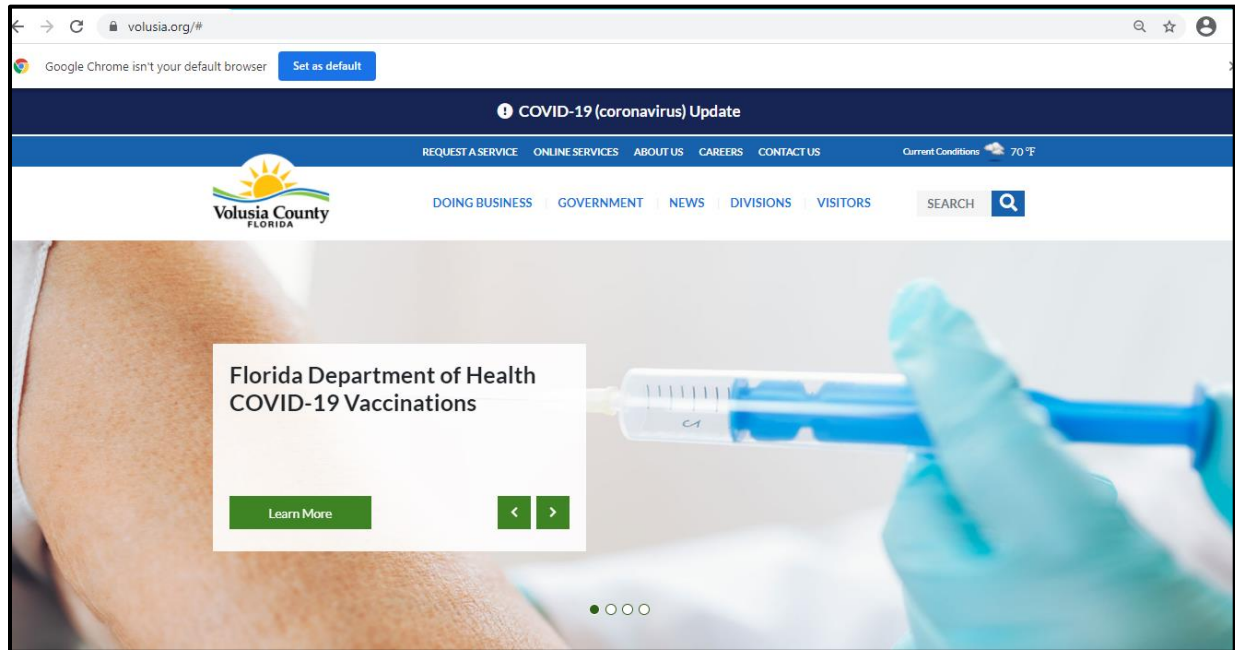 volusia.org/#
Google Chrome isn't your default browser Set as default
COVID-19 (coronavirus) Update
REQUEST A SERVICE ONLINE SERVICES ABOUT US CAREERS CONTACT US Current Conditions 70 °F
Volusia County
FLORIDA
DOING BUSINESS GOVERNMENT NEWS DIVISIONS VISITORS SEARCH
Florida Department of Health
COVID-19 Vaccinations
Learn More